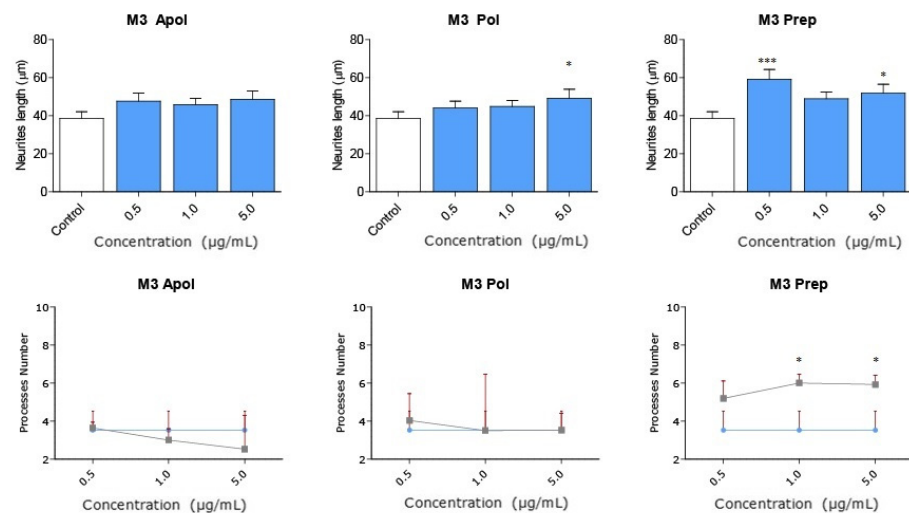 M3 Apol
M3 Pol
M3 Prep
Neurites length (µm)
80
60
40
20
0
Control
0.5
1.0
5.0
Concentration (µg/mL)
Neurites length (µm)
80
60
40
20
0
*
Control
0.5
1.0
5.0
Concentration (µg/mL)
Neurites length (µm)
80
60
40
20
0
***
*
Control
0.5
1.0
5.0
Concentration (µg/mL)
M3 Apol
M3 Pol
M3 Prep
Processes Number
10
8
6
4
2
0.5
1.0
5.0
Concentration (µg/mL)
Processes Number
10
8
6
4
2
0.5
1.0
5.0
Concentration (µg/mL)
Processes Number
10
8
6
4
2
*
*
0.5
1.0
5.0
Concentration (µg/mL)